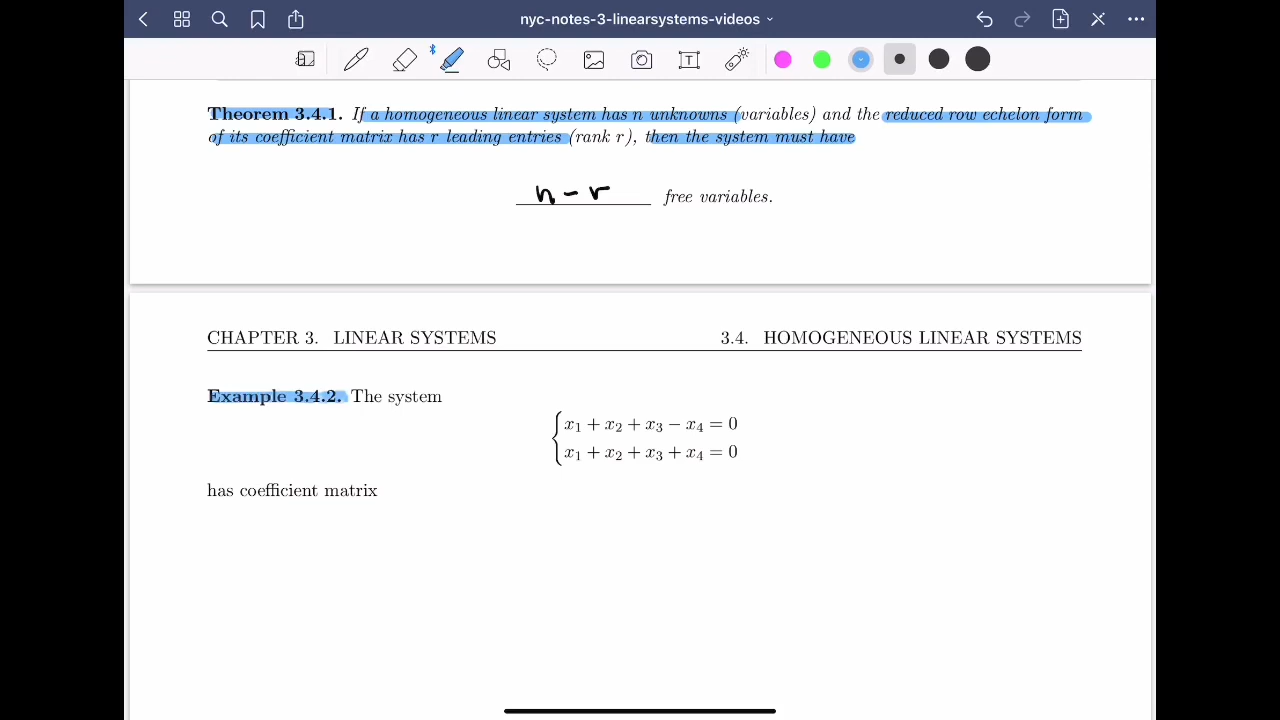 nyc-notes-3-linearsystems-videos
Theorem 3.4.1. If a homogeneous linear system has n unknowns (variables) and the reduced row echelon form
of its coefficient matrix has r leading entries (rank r), then the system must have
n - r free variables.
CHAPTER 3. LINEAR SYSTEMS 3.4. HOMOGENEOUS LINEAR SYSTEMS
Example 3.4.2. The system
x₁ + x₂ + x₃ − x₄ = 0
x₁ + x₂ + x₃ + x₄ = 0
has coefficient matrix